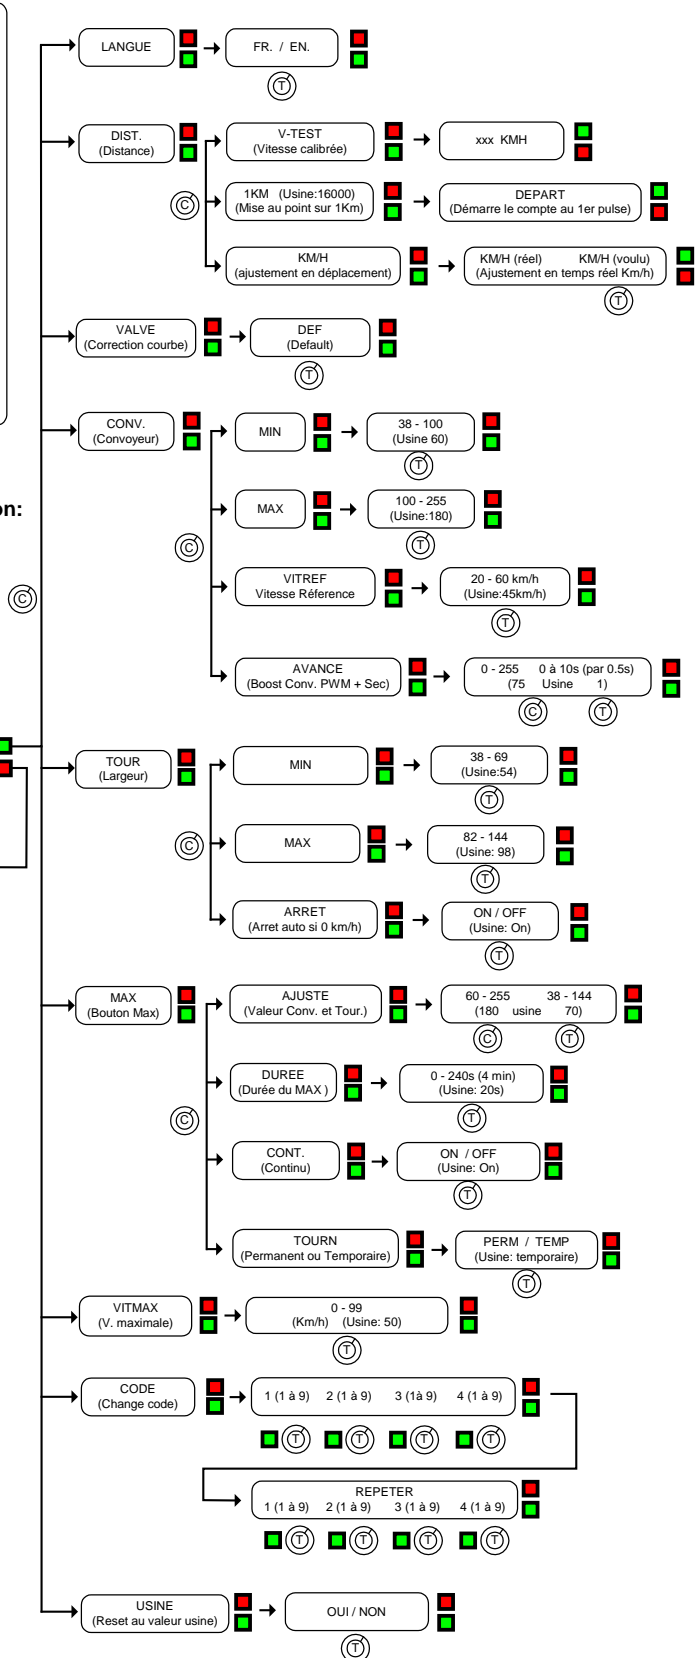 LANGUE
FR. / EN.
T
DIST.
(Distance)
V-TEST
(Vitesse calibrée)
xxx KMH
C
1KM (Usine:16000)
(Mise au point sur 1Km)
DEPART
(Démarre le compte au 1er pulse)
KM/H
(ajustement en déplacement)
KM/H (réel) KM/H (voulu)
(Ajustement en temps réel Km/h)
T
VALVE
(Correction courbe)
DEF
(Default)
T
CONV.
(Convoyeur)
MIN
38 - 100
(Usine 60)
T
on:
MAX
100 - 255
(Usine:180)
T
C
C
VITREF
Vitesse Réference
20 - 60 km/h
(Usine:45km/h)
T
AVANCE
(Boost Conv. PWM + Sec)
0 - 255 0 à 10s (par 0.5s)
(75 Usine 1)
C T
TOUR
(Largeur)
MIN
38 - 69
(Usine:54)
T
C
MAX
82 - 144
(Usine: 98)
T
ARRET
(Arret auto si 0 km/h)
ON / OFF
(Usine: On)
T
MAX
(Bouton Max)
AJUSTE
(Valeur Conv. et Tour.)
60 - 255 38 - 144
(180 usine 70)
C T
DUREE
(Durée du MAX )
0 - 240s (4 min)
(Usine: 20s)
T
C
CONT.
(Continu)
ON / OFF
(Usine: On)
T
TOURN
(Permanent ou Temporaire)
PERM / TEMP
(Usine: temporaire)
T
VITMAX
(V. maximale)
0 - 99
(Km/h) (Usine: 50)
T
CODE
(Change code)
1 (1 à 9) 2 (1 à 9) 3 (1à 9) 4 (1 à 9)
T T T T
REPETER
1 (1 à 9) 2 (1 à 9) 3 (1 à 9) 4 (1 à 9)
T T T T
USINE
(Reset au valeur usine)
OUI / NON
T